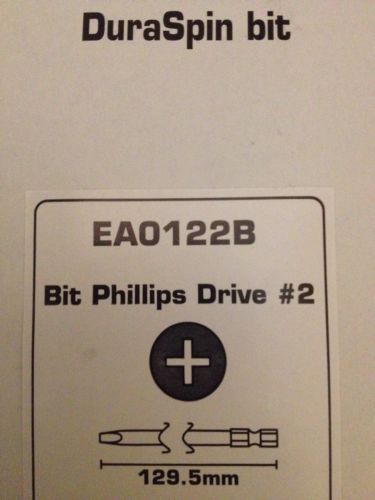 DuraSpin bit
EA0122B
Bit Phillips Drive #2
129.5mm